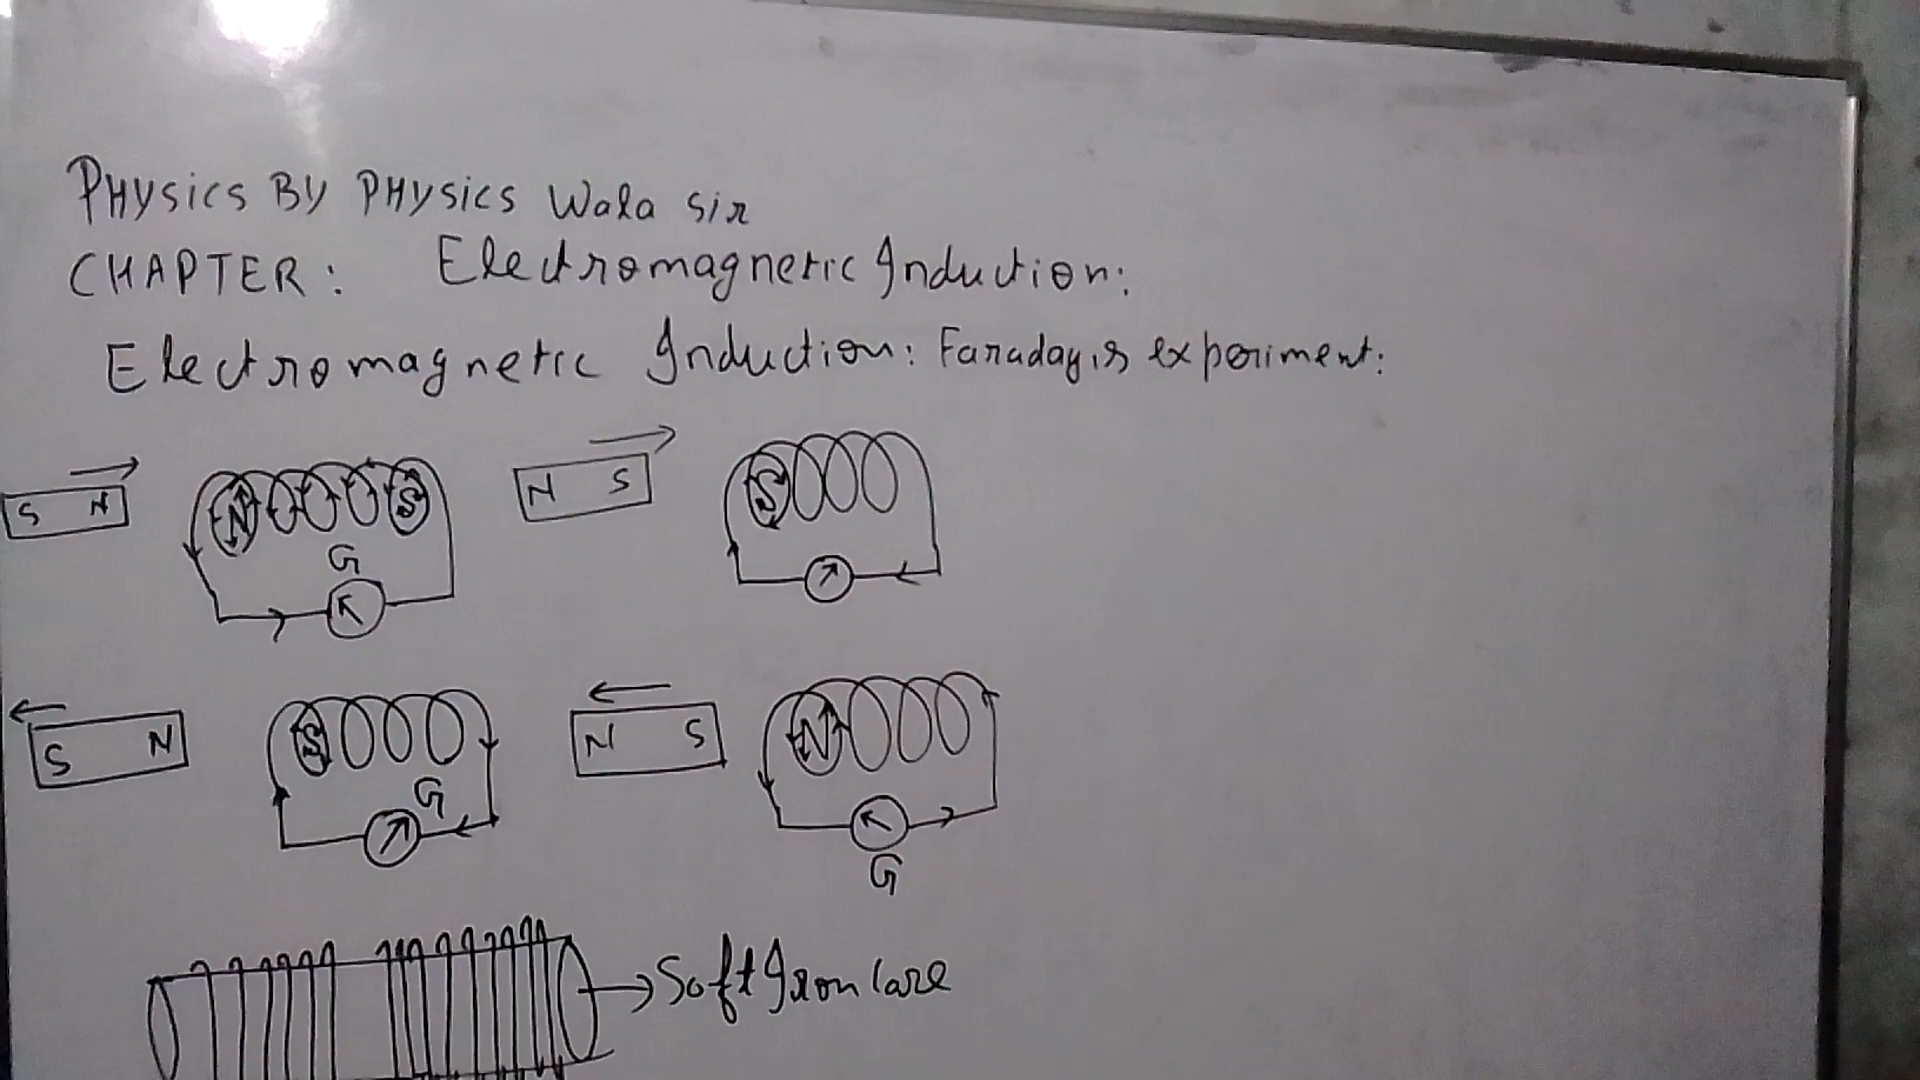 PHYSICS BY PHYSICS Wala Sir
CHAPTER: Electromagnetic Induction:
Electromagnetic Induction: Faraday,s experiment:
S N
N S
G
N S
S
S N
S
G
N S
N
G
Soft Iron Core